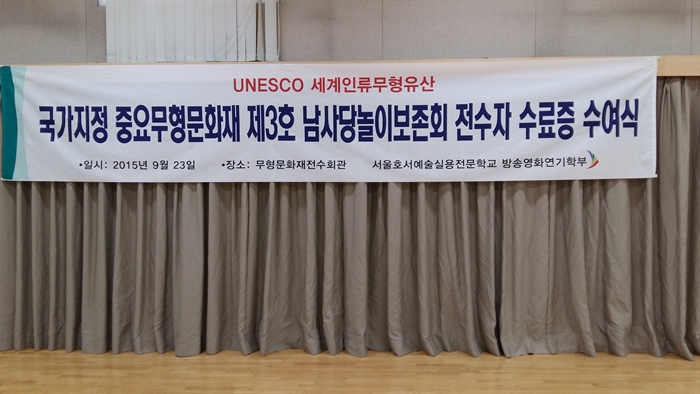 UNESCO 세계인류무형유산
국가지정 중요무형문화재 제3호 남사당놀이보존회 전수자 수료증 수여식
•일시: 2015년 9월 23일 •장소: 무형문화재전수회관 서울호서예술실용전문학교 방송영화연기학부